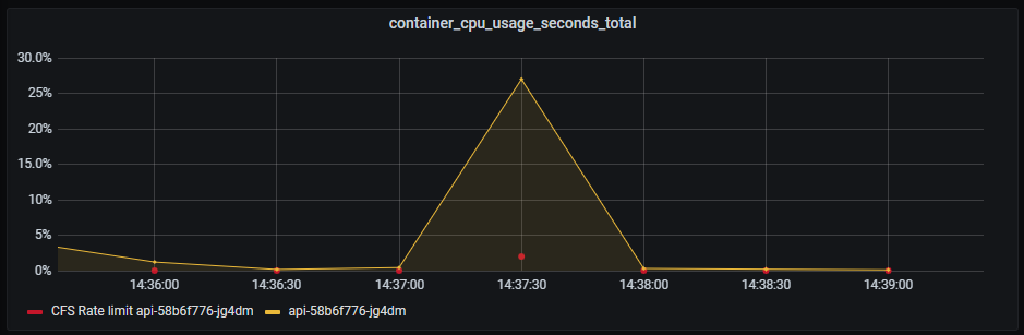 container_cpu_usage_seconds_total
30.0%
25%
20%
15.0%
10%
5%
0%
14:36:00 14:36:30 14:37:00 14:37:30 14:38:00 14:38:30 14:39:00
CFS Rate limit api-58b6f776-jg4dm api-58b6f776-jg4dm